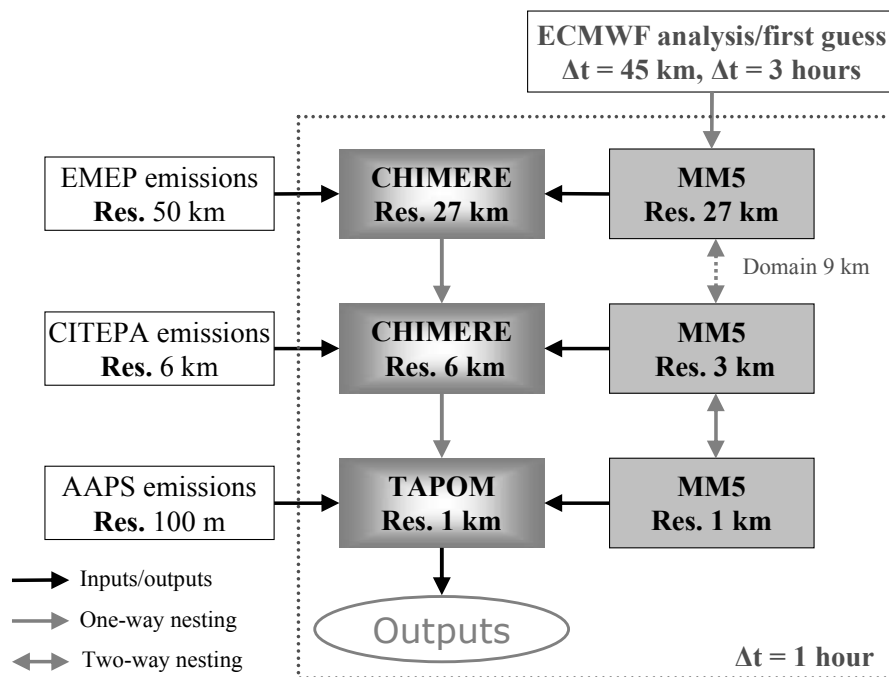 ECMWF analysis/first guess
Δt = 45 km, Δt = 3 hours
EMEP emissions
Res. 50 km
CHIMERE
Res. 27 km
MM5
Res. 27 km
Domain 9 km
CITEPA emissions
Res. 6 km
CHIMERE
Res. 6 km
MM5
Res. 3 km
AAPS emissions
Res. 100 m
TAPOM
Res. 1 km
MM5
Res. 1 km
Inputs/outputs
One-way nesting
Two-way nesting
Outputs
Δt = 1 hour